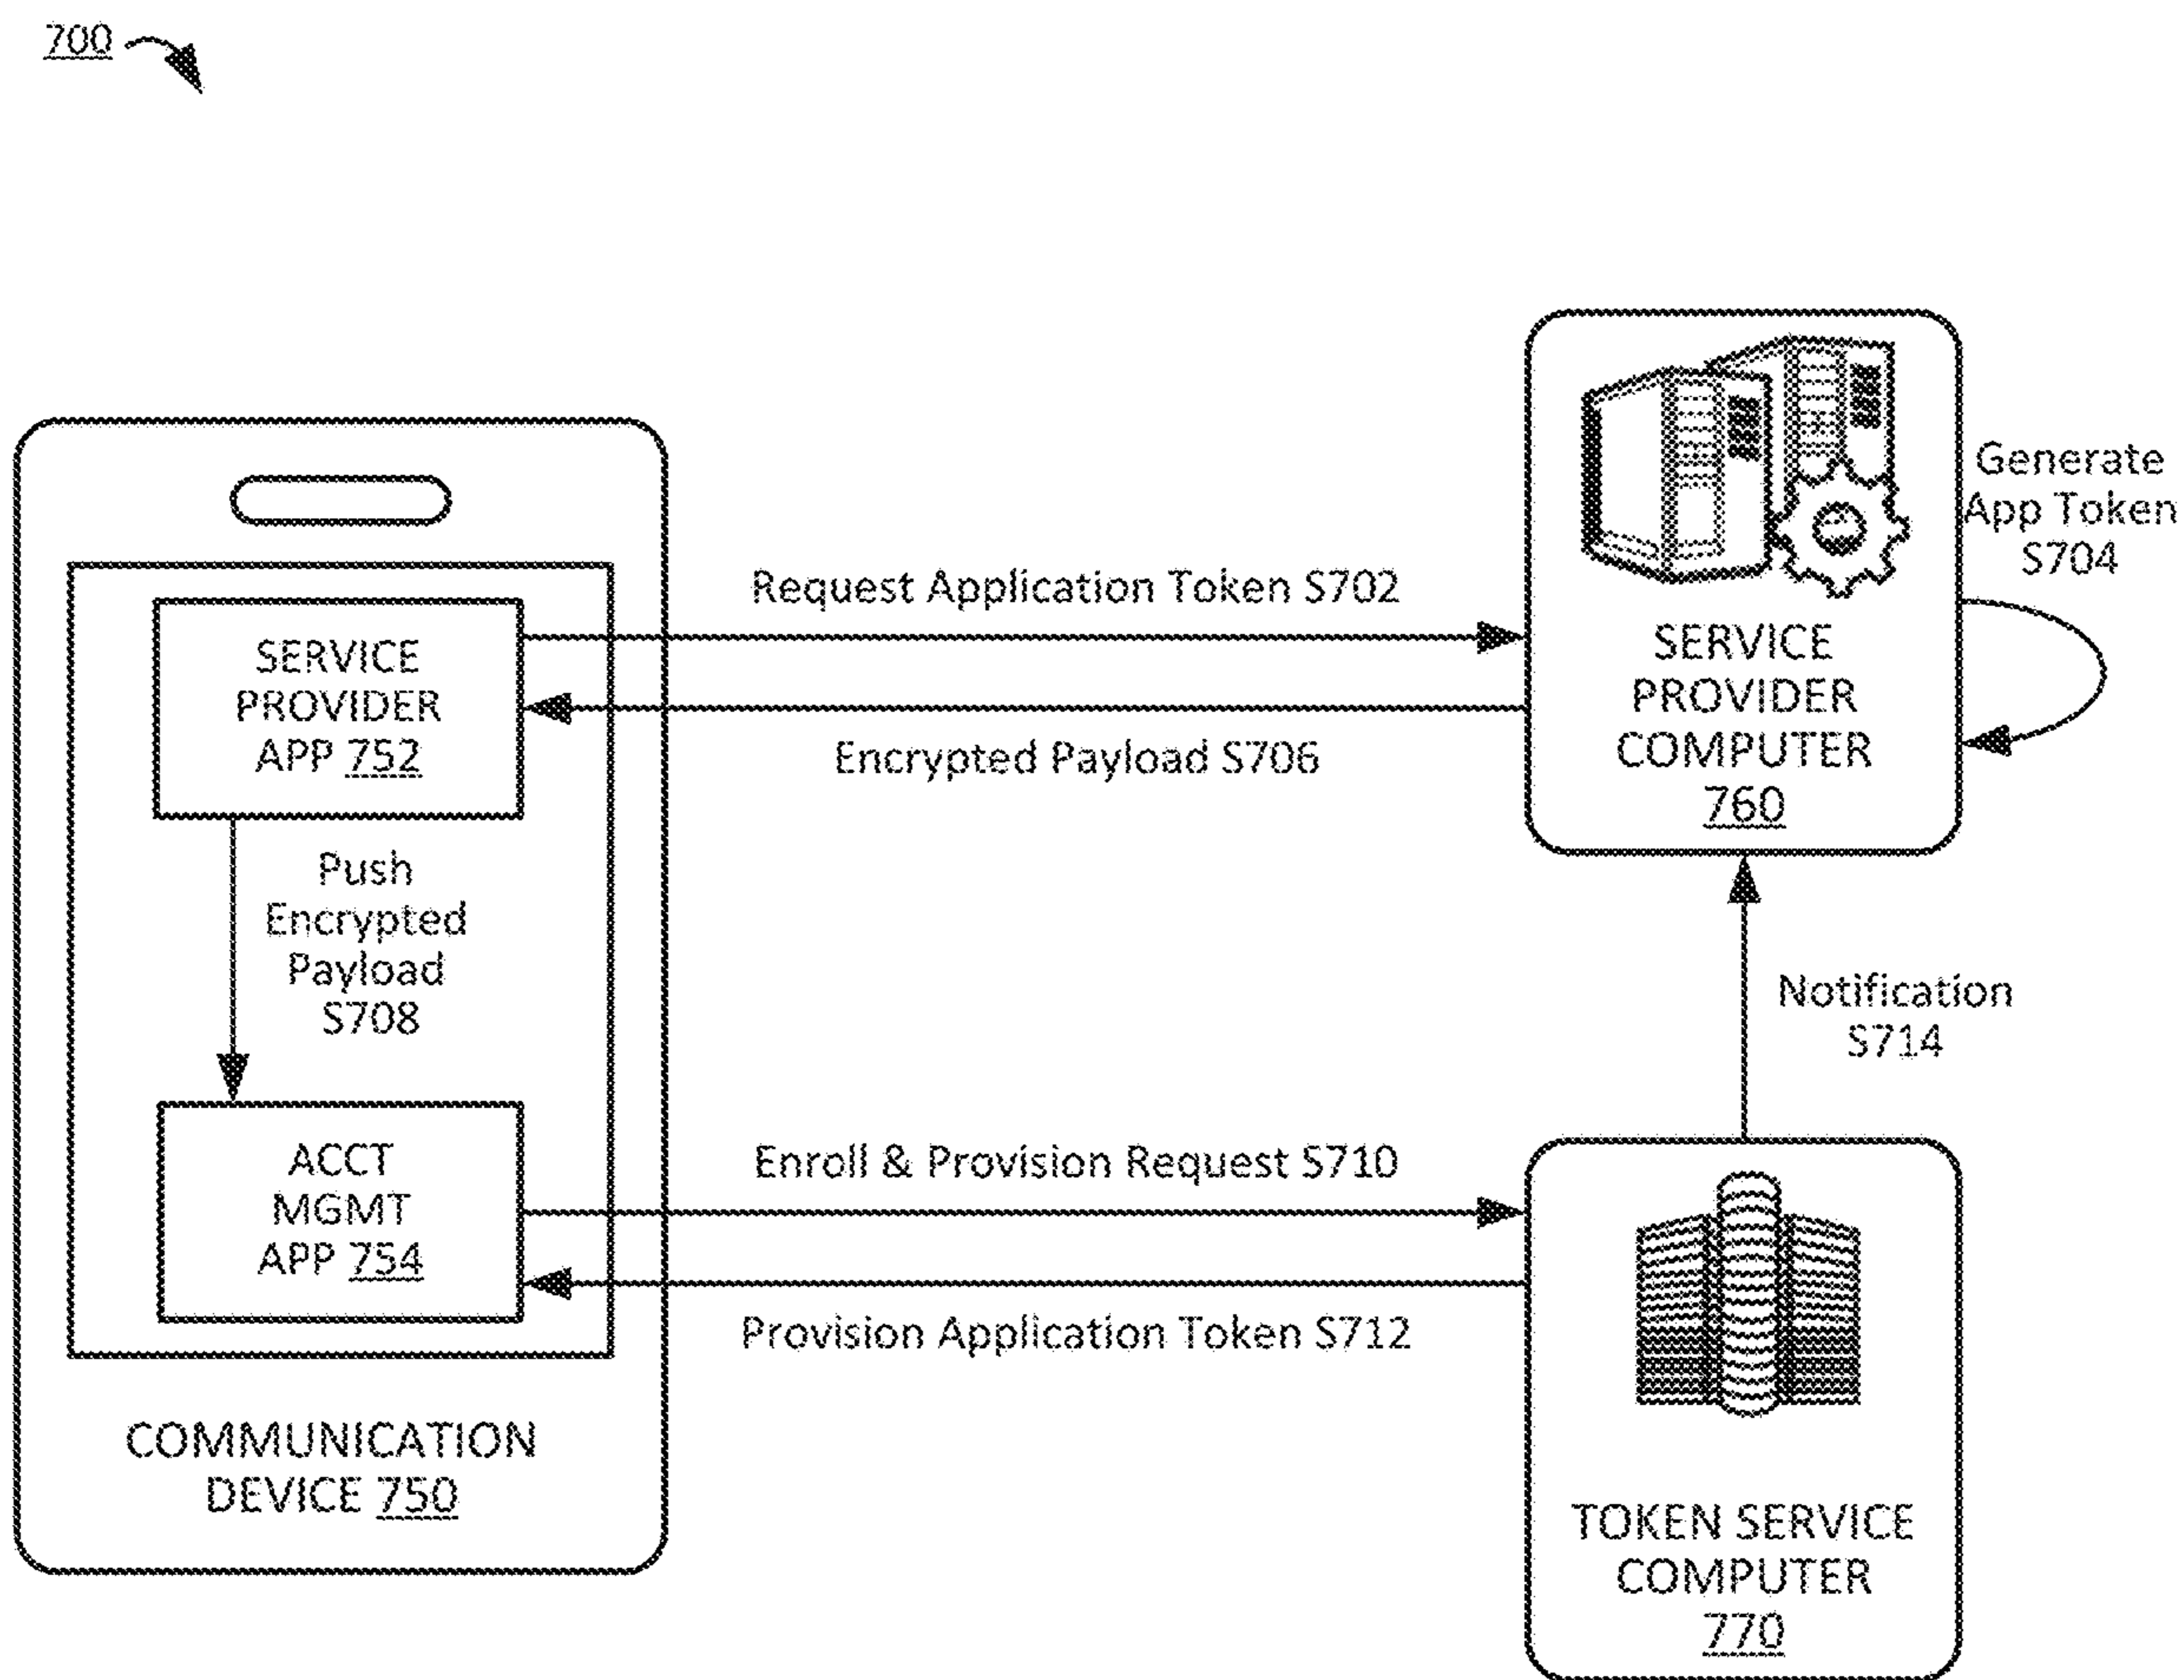 700
Generate
App Token
S704
Request Application Token S702
SERVICE
PROVIDER
APP 752
SERVICE
PROVIDER
COMPUTER
760
Encrypted Payload S706
Push
Encrypted
Payload
S708
Notification
S714
ACCT
MGMT
APP 754
Enroll & Provision Request S710
Provision Application Token S712
COMMUNICATION
DEVICE 750
TOKEN SERVICE
COMPUTER
770